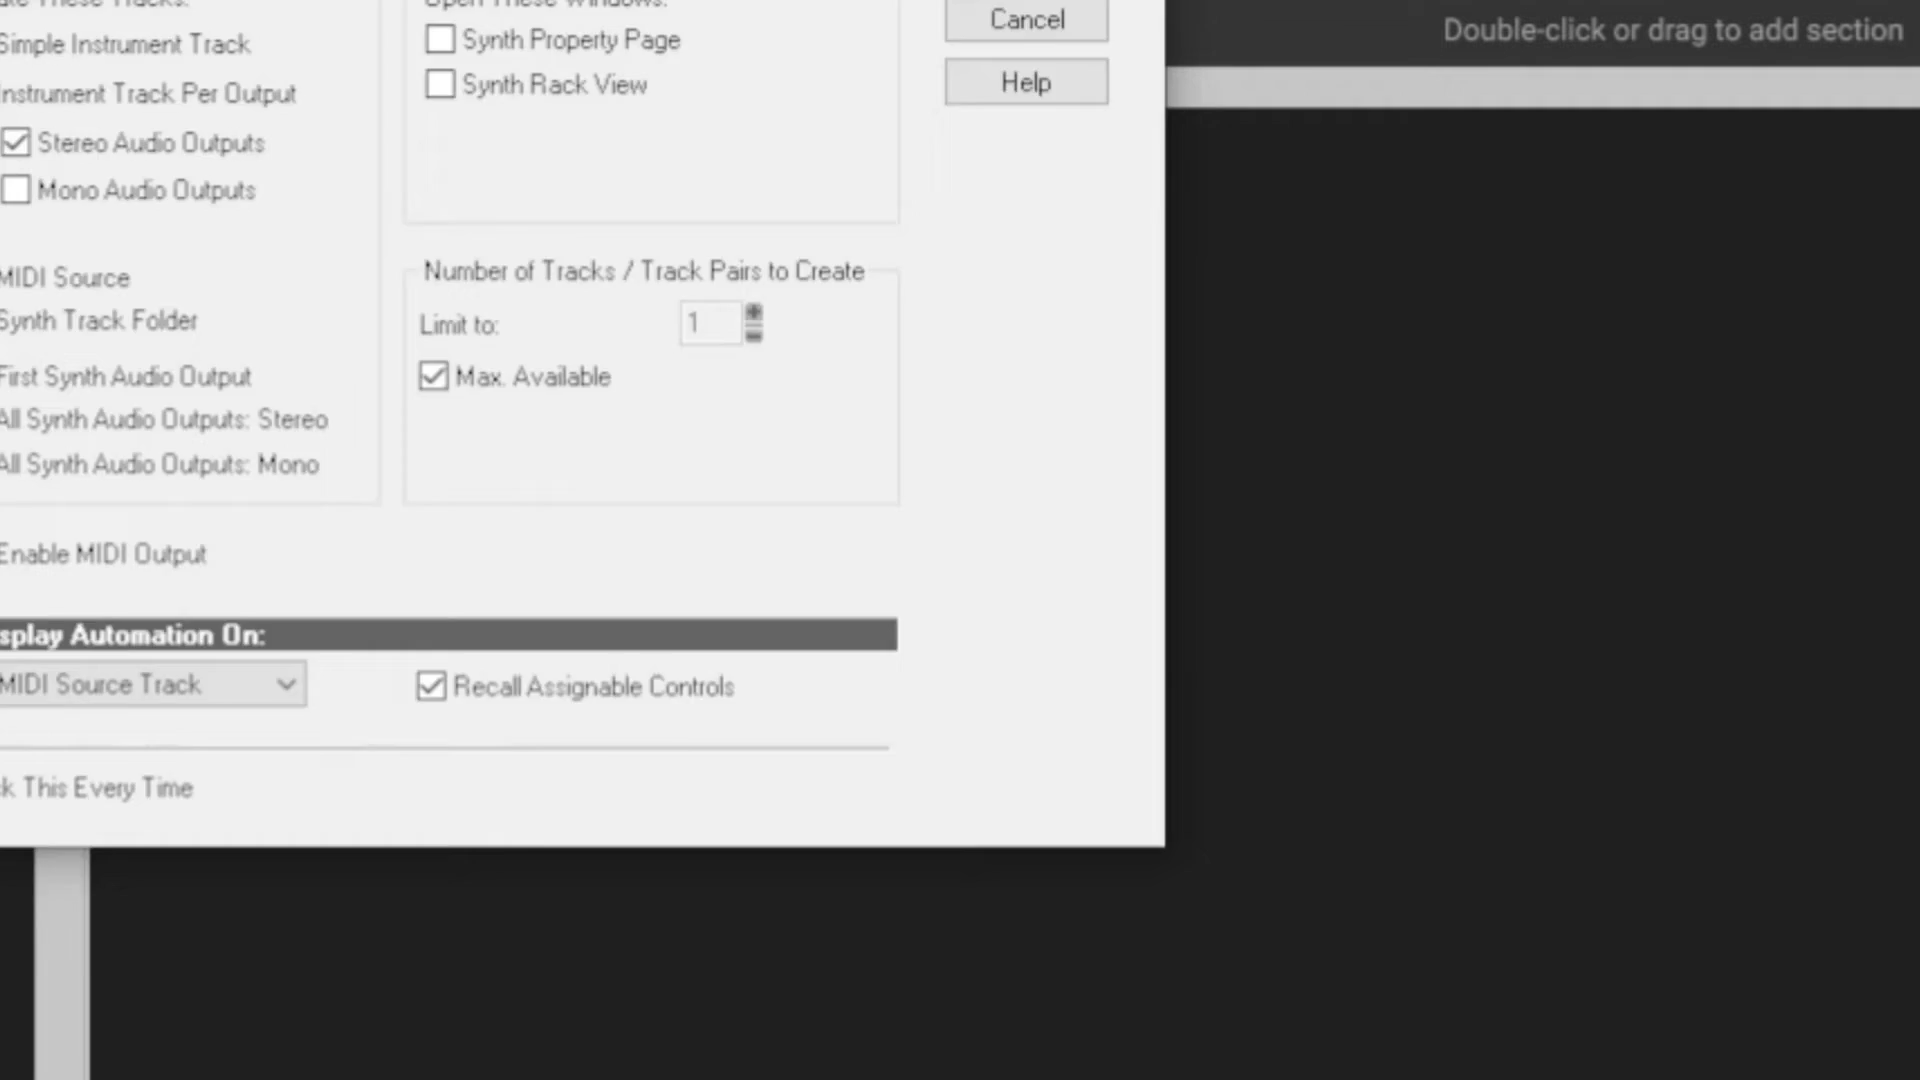 Cancel
Double-click or drag to add section
Simple Instrument Track
Synth Property Page
Help
Instrument Track Per Output
Synth Rack View
Stereo Audio Outputs
Mono Audio Outputs
MIDI Source
Number of Tracks / Track Pairs to Create
Synth Track Folder
Limit to: 1
First Synth Audio Output
Max. Available
All Synth Audio Outputs: Stereo
All Synth Audio Outputs: Mono
Enable MIDI Output
splay Automation On:
MIDI Source Track
Recall Assignable Controls
k This Every Time